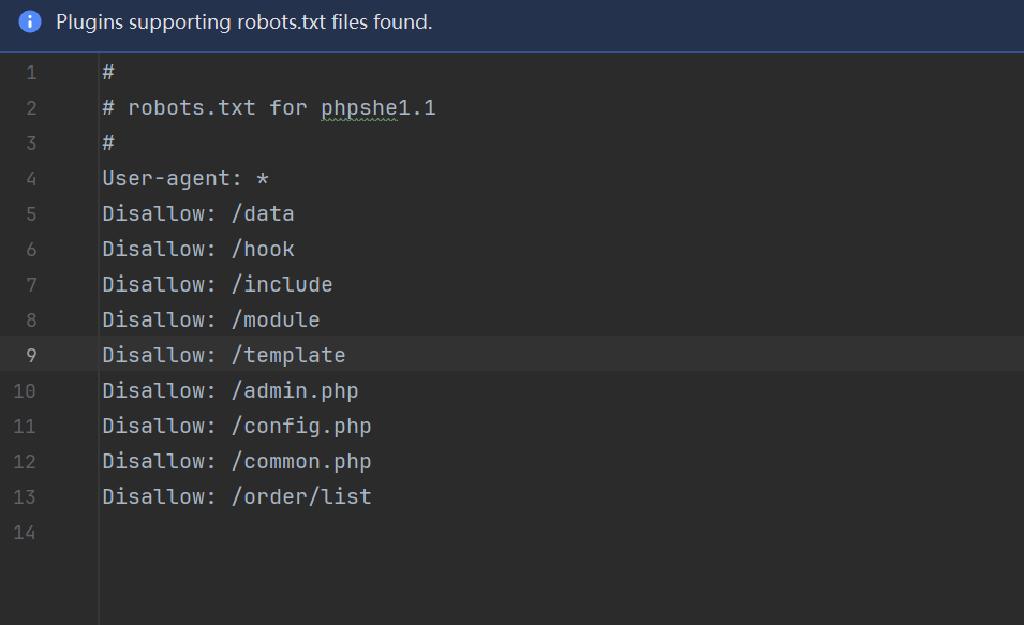 Plugins supporting robots.txt files found.
1 #
2 # robots.txt for phpshe1.1
3 #
4 User-agent: *
5 Disallow: /data
6 Disallow: /hook
7 Disallow: /include
8 Disallow: /module
9 Disallow: /template
10 Disallow: /admin.php
11 Disallow: /config.php
12 Disallow: /common.php
13 Disallow: /order/list
14